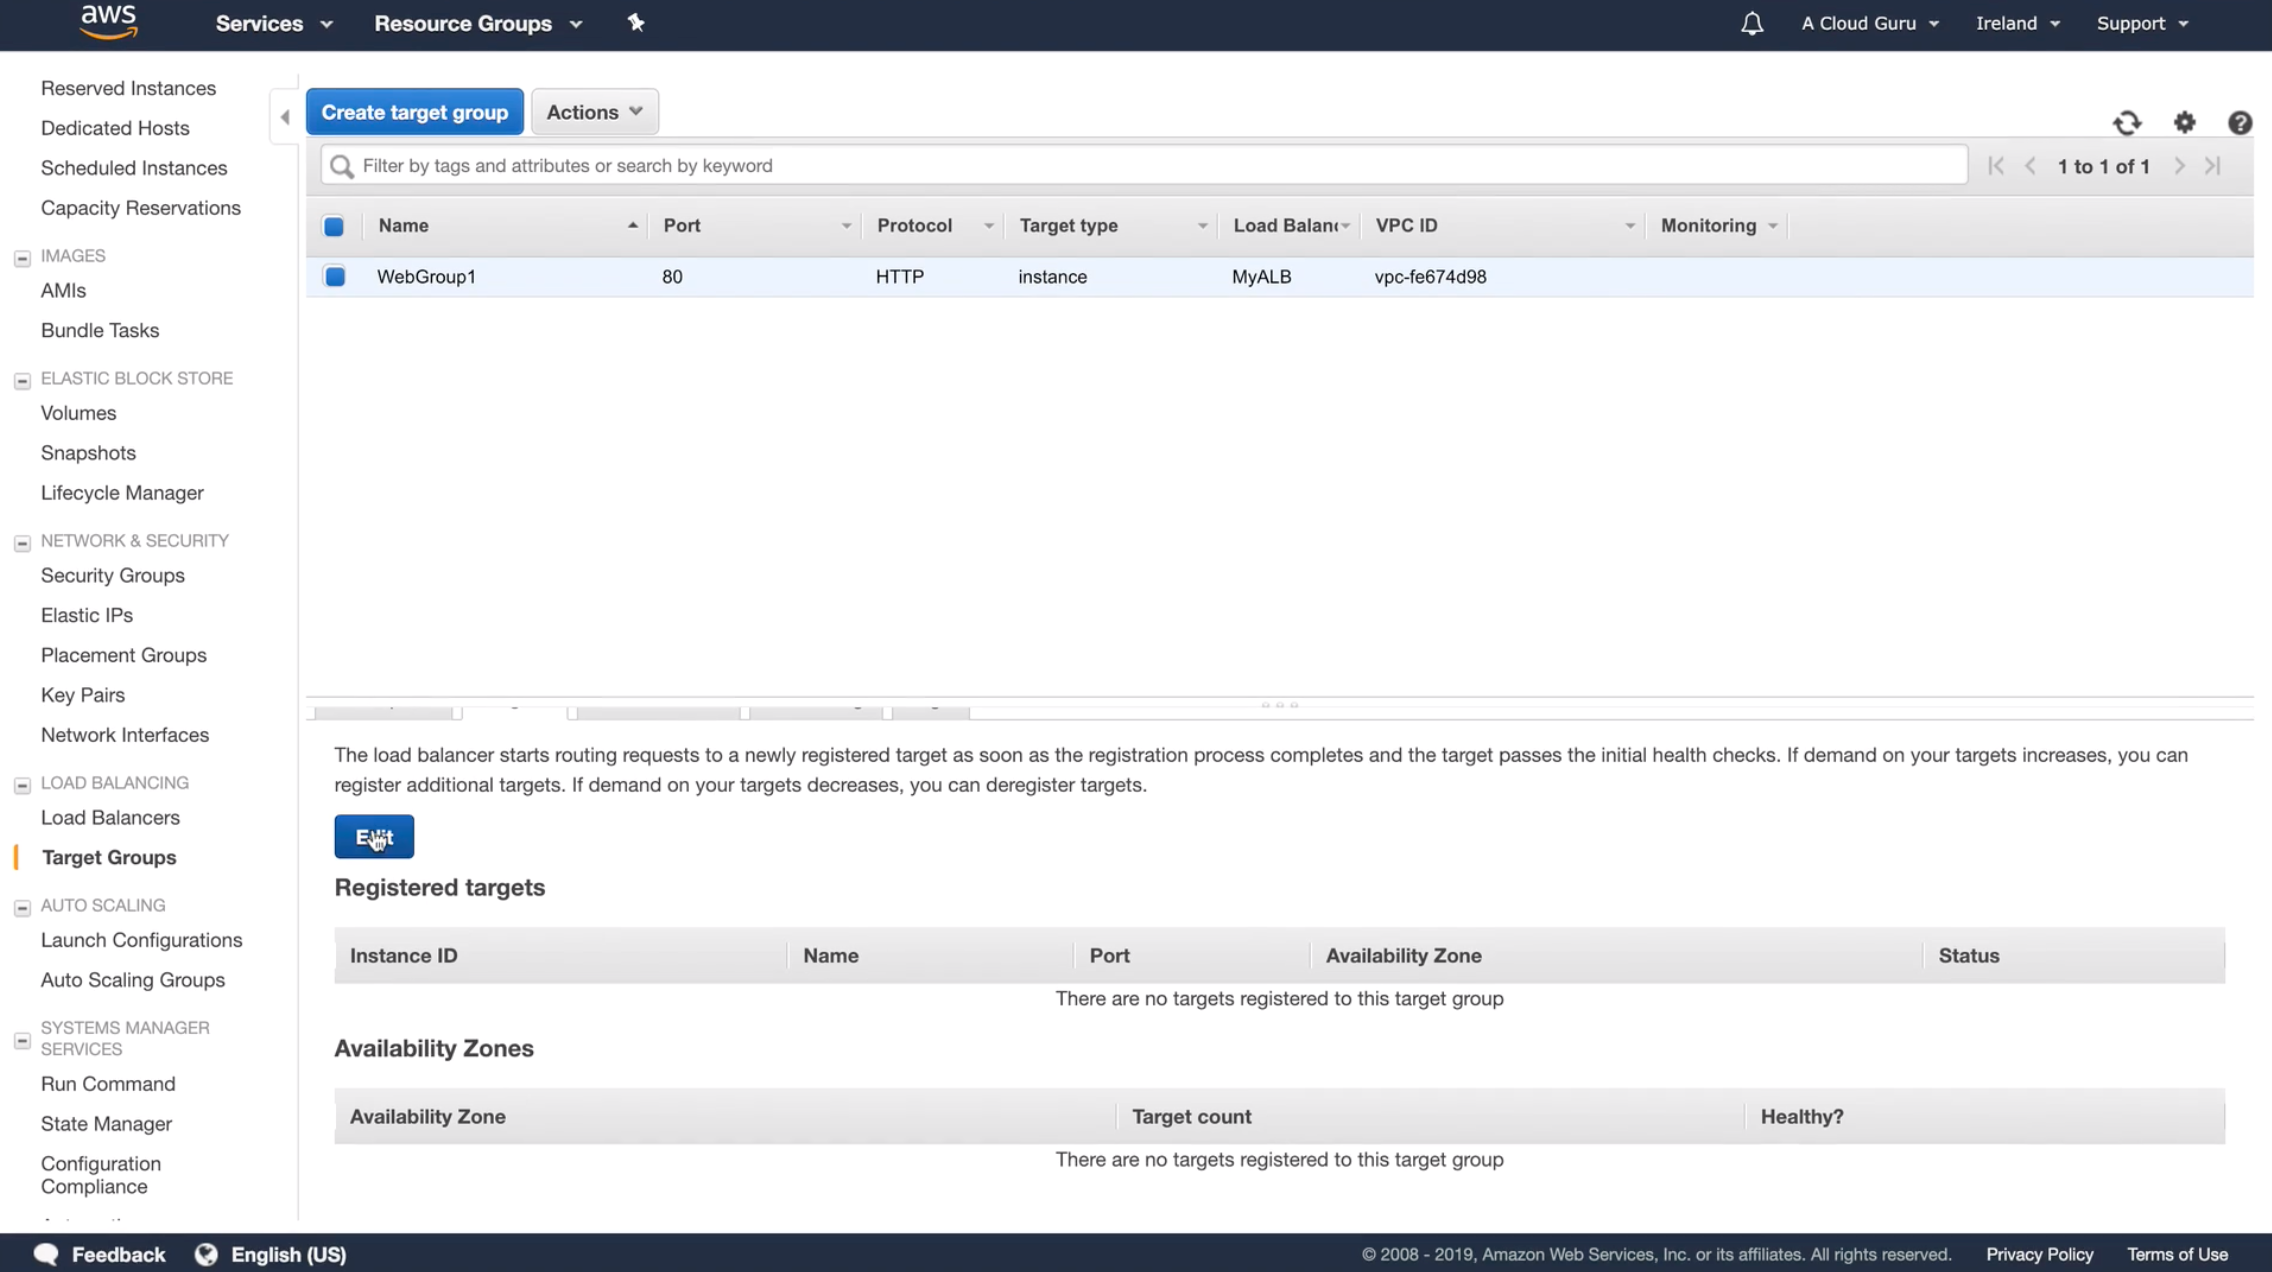 aws
Services
Resource Groups
A Cloud Guru
Ireland
Support
Reserved Instances
Dedicated Hosts
Scheduled Instances
Capacity Reservations
IMAGES
AMIs
Bundle Tasks
ELASTIC BLOCK STORE
Volumes
Snapshots
Lifecycle Manager
NETWORK & SECURITY
Security Groups
Elastic IPs
Placement Groups
Key Pairs
Network Interfaces
LOAD BALANCING
Load Balancers
Target Groups
AUTO SCALING
Launch Configurations
Auto Scaling Groups
SYSTEMS MANAGER
SERVICES
Run Command
State Manager
Configuration
Compliance
Create target group
Actions
Filter by tags and attributes or search by keyword
1 to 1 of 1
Name Port Protocol Target type Load Balanc VPC ID Monitoring
WebGroup1 80 HTTP instance MyALB vpc-fe674d98
The load balancer starts routing requests to a newly registered target as soon as the registration process completes and the target passes the initial health checks. If demand on your targets increases, you can
register additional targets. If demand on your targets decreases, you can deregister targets.
Edit
Registered targets
Instance ID Name Port Availability Zone Status
There are no targets registered to this target group
Availability Zones
Availability Zone Target count Healthy?
There are no targets registered to this target group
Feedback
English (US)
© 2008 - 2019, Amazon Web Services, Inc. or its affiliates. All rights reserved.
Privacy Policy
Terms of Use